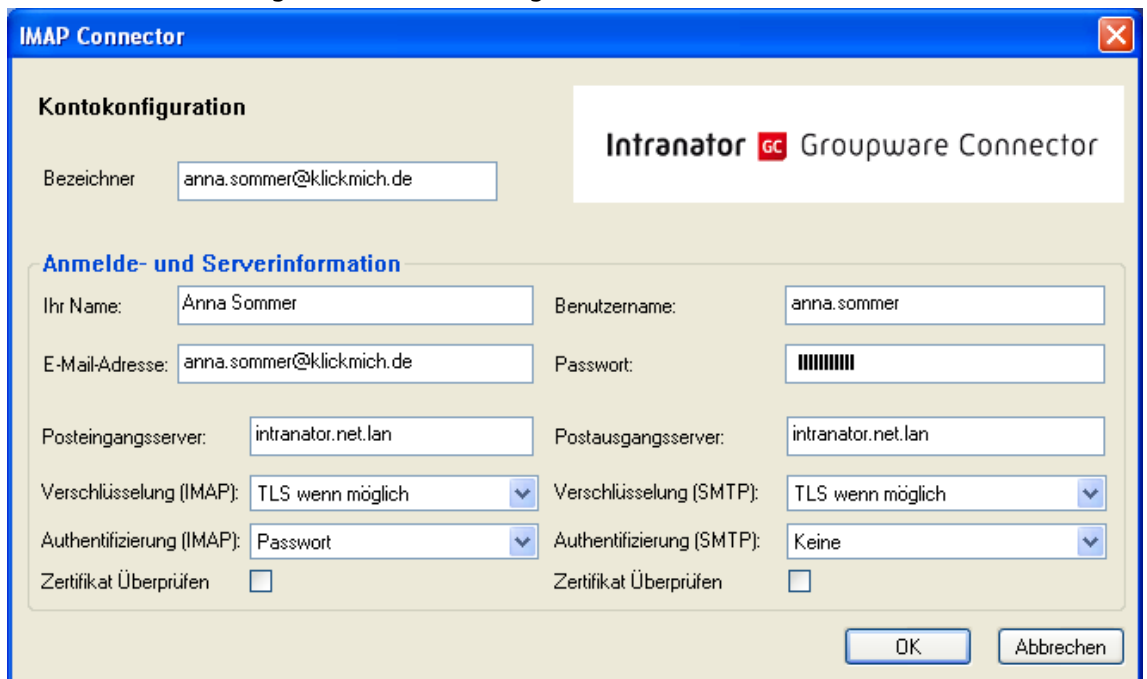 IMAP Connector
Kontokonfiguration
Intranator GC Groupware Connector
Bezeichner anna.sommer@klickmich.de
Anmelde- und Serverinformation
Ihr Name: Anna Sommer Benutzername: anna.sommer
E-Mail-Adresse: anna.sommer@klickmich.de Passwort:
Posteingangsserver: intranator.net.lan Postausgangsserver: intranator.net.lan
Verschlüsselung (IMAP): TLS wenn möglich Verschlüsselung (SMTP): TLS wenn möglich
Authentifizierung (IMAP): Passwort Authentifizierung (SMTP): Keine
Zertifikat Überprüfen Zertifikat Überprüfen
OK Abbrechen